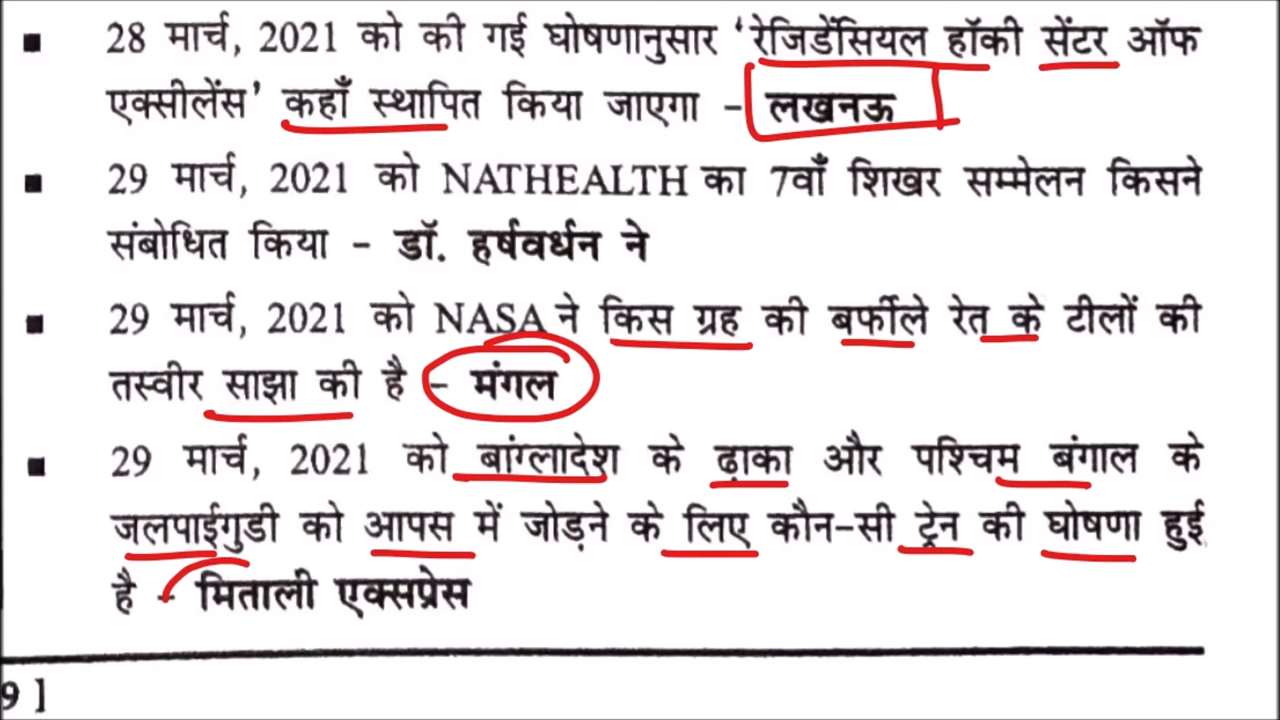 ▪ 28 मार्च, 2021 को की गई घोषणानुसार ‘रेजिडेंसियल हॉकी सेंटर ऑफ
एक्सीलेंस’ कहाँ स्थापित किया जाएगा – लखनऊ
▪ 29 मार्च, 2021 को NATHEALTH का 7वाँ शिखर सम्मेलन किसने
संबोधित किया – डॉ. हर्षवर्धन ने
▪ 29 मार्च, 2021 को NASA ने किस ग्रह की बर्फीले रेत के टीलों की
तस्वीर साझा की है – मंगल
▪ 29 मार्च, 2021 को बांग्लादेश के ढ़ाका और पश्चिम बंगाल के
जलपाईगुडी को आपस में जोड़ने के लिए कौन-सी ट्रेन की घोषणा हुई
है – मिताली एक्सप्रेस
9 ]